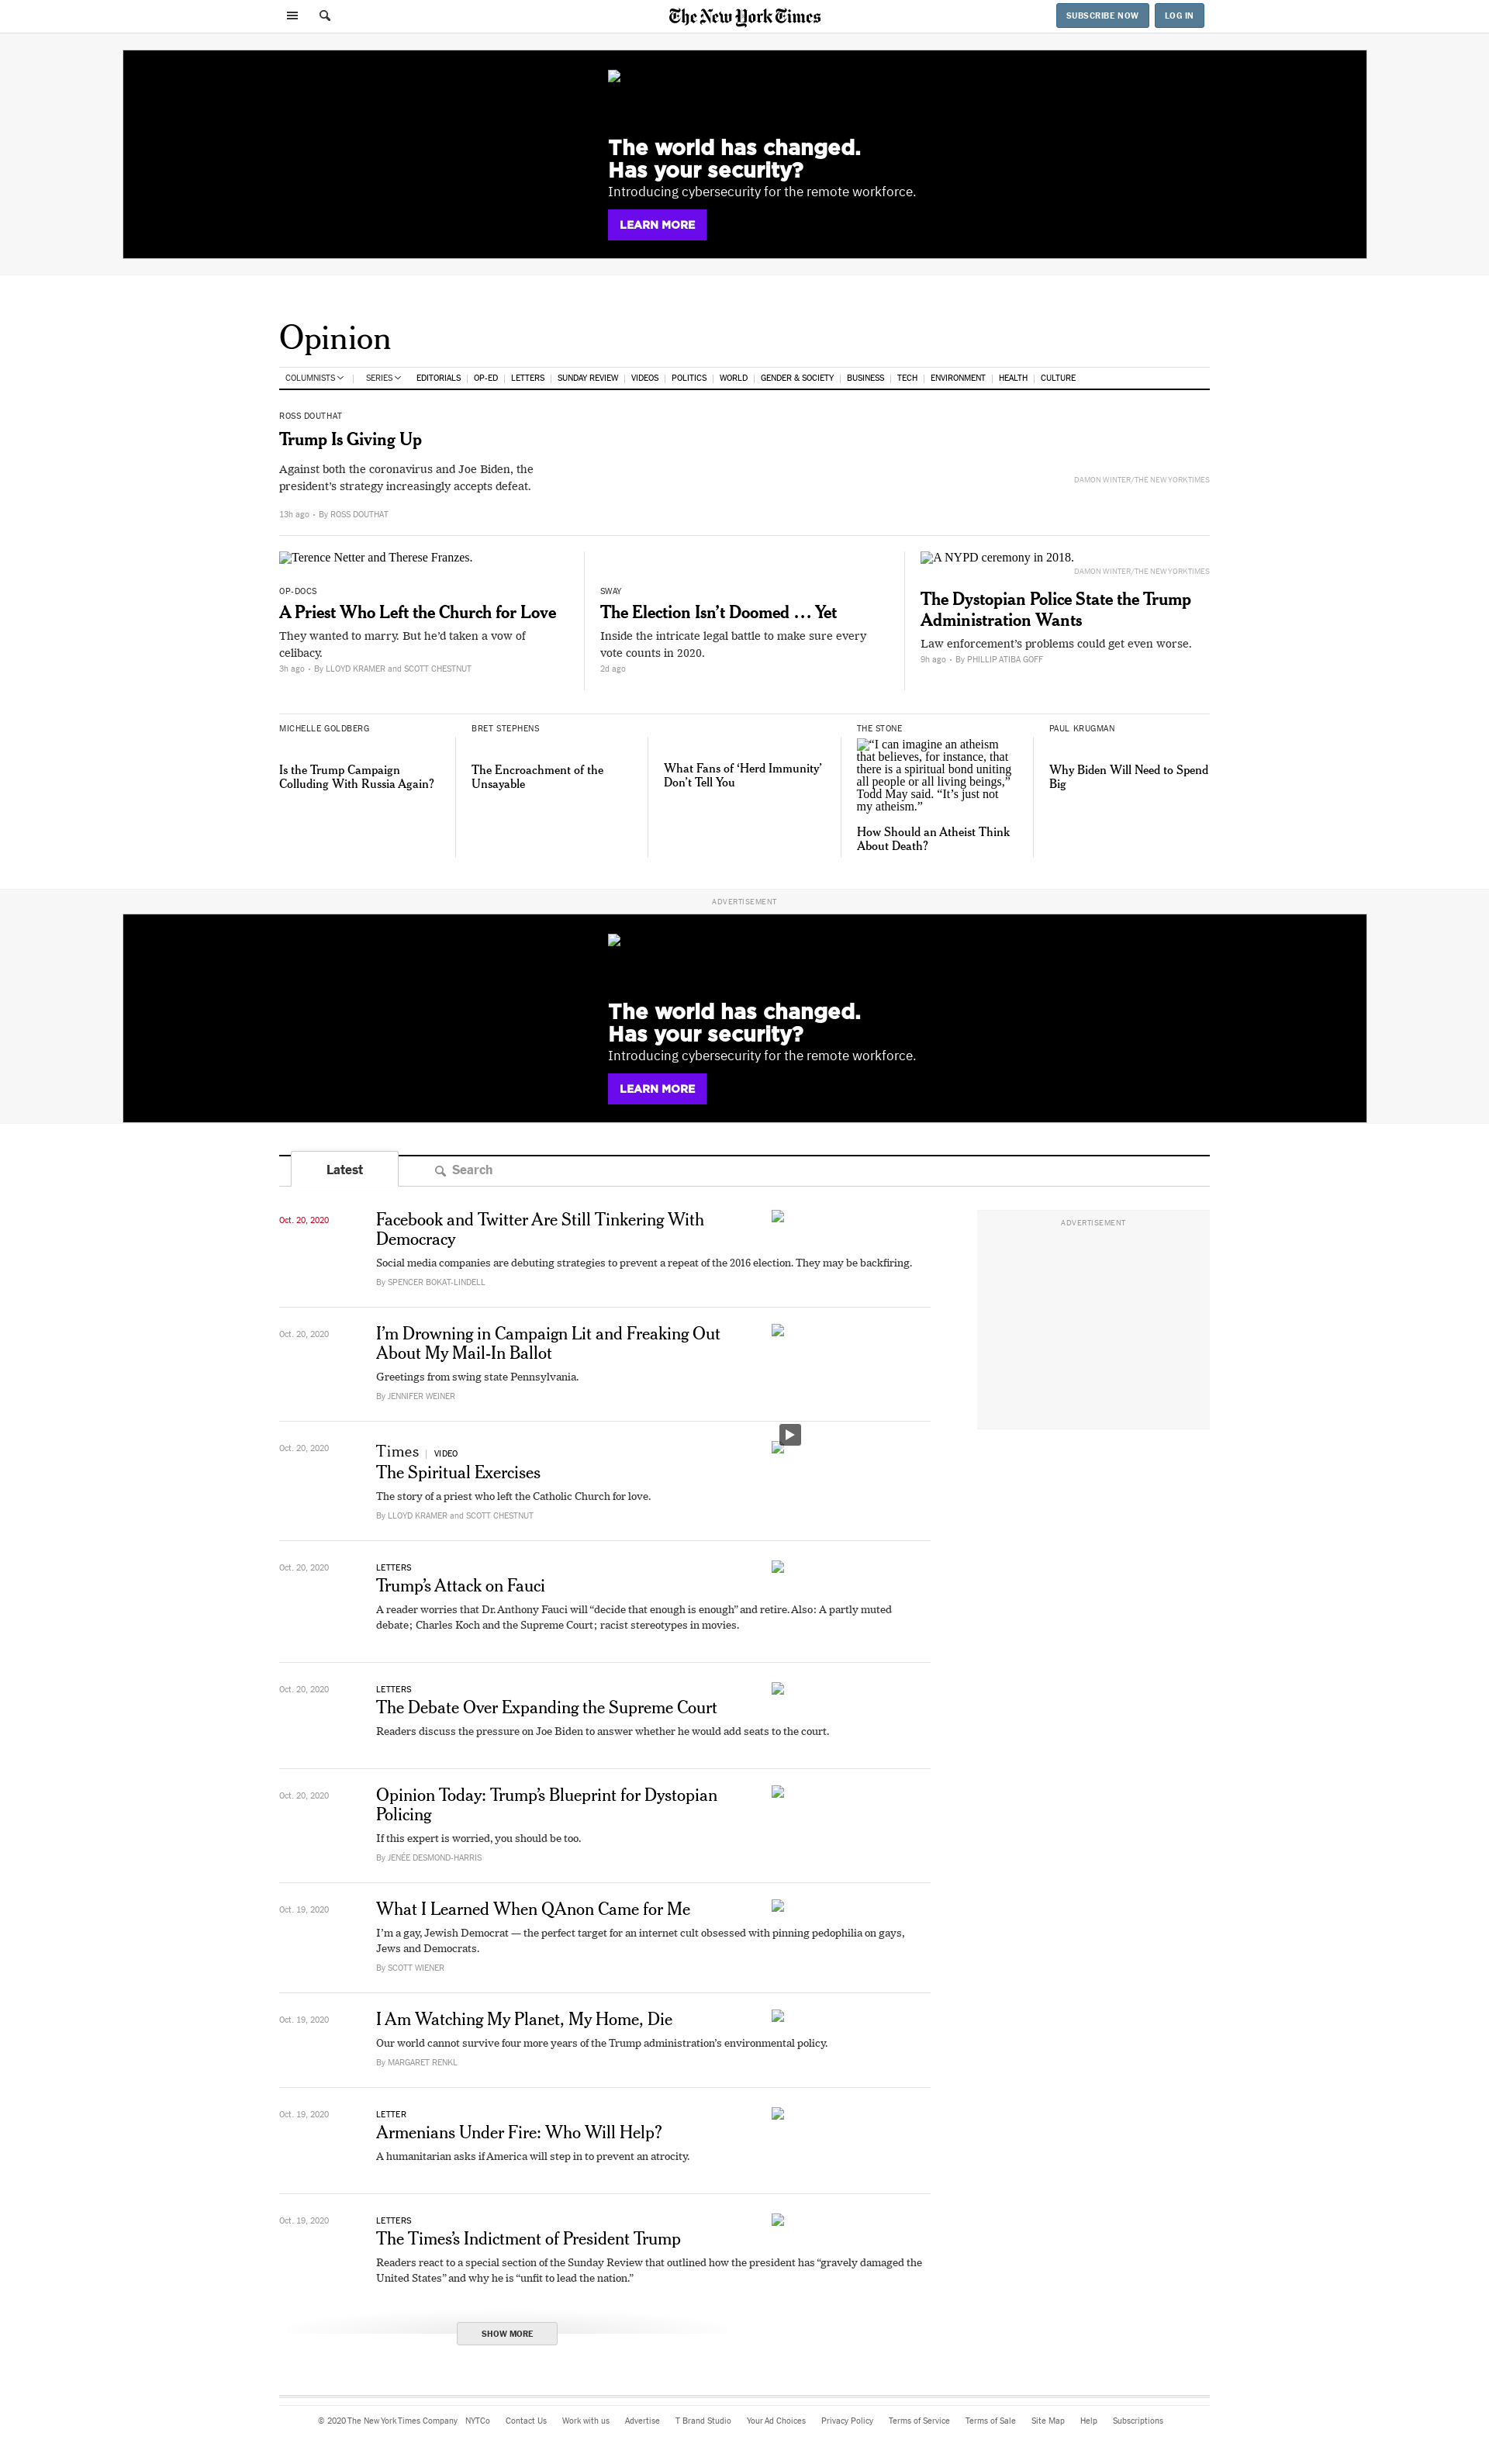 The New York Times
SUBSCRIBE NOW
LOG IN
The world has changed.
Has your security?
Introducing cybersecurity for the remote workforce.
LEARN MORE
Opinion
COLUMNISTS | SERIES EDITORIALS | OP-ED | LETTERS | SUNDAY REVIEW | VIDEOS | POLITICS | WORLD | GENDER & SOCIETY | BUSINESS | TECH | ENVIRONMENT | HEALTH | CULTURE
ROSS DOUTHAT
Trump Is Giving Up
Against both the coronavirus and Joe Biden, the
president’s strategy increasingly accepts defeat.
13h ago • By ROSS DOUTHAT
DAMON WINTER/THE NEW YORK TIMES
Terence Netter and Therese Franzes.
OP-DOCS
A Priest Who Left the Church for Love
They wanted to marry. But he’d taken a vow of
celibacy.
3h ago • By LLOYD KRAMER and SCOTT CHESTNUT
SWAY
The Election Isn’t Doomed … Yet
Inside the intricate legal battle to make sure every
vote counts in 2020.
2d ago
A NYPD ceremony in 2018.
DAMON WINTER/THE NEW YORK TIMES
The Dystopian Police State the Trump
Administration Wants
Law enforcement’s problems could get even worse.
9h ago • By PHILLIP ATIBA GOFF
MICHELLE GOLDBERG
Is the Trump Campaign
Colluding With Russia Again?
BRET STEPHENS
The Encroachment of the
Unsayable
What Fans of ‘Herd Immunity’
Don’t Tell You
THE STONE
“I can imagine an atheism
that believes, for instance, that
there is a spiritual bond uniting
all people or all living beings,”
Todd May said. “It’s just not
my atheism.”
How Should an Atheist Think
About Death?
PAUL KRUGMAN
Why Biden Will Need to Spend
Big
ADVERTISEMENT
The world has changed.
Has your security?
Introducing cybersecurity for the remote workforce.
LEARN MORE
Latest
Search
ADVERTISEMENT
Oct. 20, 2020
Facebook and Twitter Are Still Tinkering With
Democracy
Social media companies are debuting strategies to prevent a repeat of the 2016 election. They may be backfiring.
By SPENCER BOKAT-LINDELL
Oct. 20, 2020
I’m Drowning in Campaign Lit and Freaking Out
About My Mail-In Ballot
Greetings from swing state Pennsylvania.
By JENNIFER WEINER
Oct. 20, 2020
Times | VIDEO
The Spiritual Exercises
The story of a priest who left the Catholic Church for love.
By LLOYD KRAMER and SCOTT CHESTNUT
Oct. 20, 2020
LETTERS
Trump’s Attack on Fauci
A reader worries that Dr. Anthony Fauci will “decide that enough is enough” and retire. Also: A partly muted
debate; Charles Koch and the Supreme Court; racist stereotypes in movies.
Oct. 20, 2020
LETTERS
The Debate Over Expanding the Supreme Court
Readers discuss the pressure on Joe Biden to answer whether he would add seats to the court.
Oct. 20, 2020
Opinion Today: Trump’s Blueprint for Dystopian
Policing
If this expert is worried, you should be too.
By JENÉE DESMOND-HARRIS
Oct. 19, 2020
What I Learned When QAnon Came for Me
I’m a gay, Jewish Democrat — the perfect target for an internet cult obsessed with pinning pedophilia on gays,
Jews and Democrats.
By SCOTT WIENER
Oct. 19, 2020
I Am Watching My Planet, My Home, Die
Our world cannot survive four more years of the Trump administration’s environmental policy.
By MARGARET RENKL
Oct. 19, 2020
LETTER
Armenians Under Fire: Who Will Help?
A humanitarian asks if America will step in to prevent an atrocity.
Oct. 19, 2020
LETTERS
The Times’s Indictment of President Trump
Readers react to a special section of the Sunday Review that outlined how the president has “gravely damaged the
United States” and why he is “unfit to lead the nation.”
SHOW MORE
© 2020 The New York Times Company NYTCo Contact Us Work with us Advertise T Brand Studio Your Ad Choices Privacy Policy Terms of Service Terms of Sale Site Map Help Subscriptions